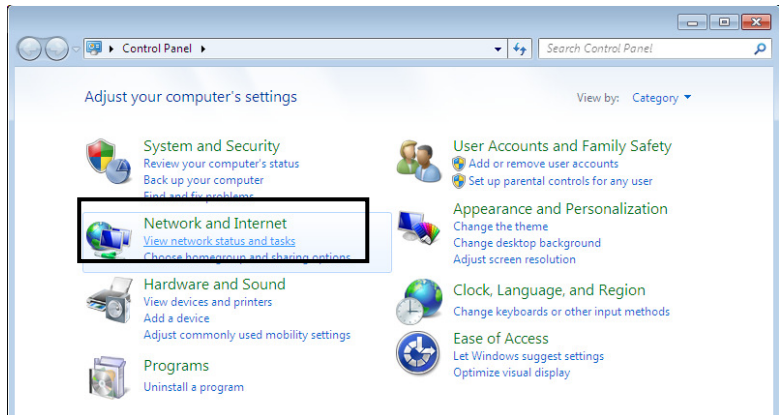 Control Panel
Search Control Panel
Adjust your computer's settings
View by: Category
System and Security
Review your computer's status
Back up your computer
Find and fix problems
Network and Internet
View network status and tasks
Choose homegroup and sharing options
Hardware and Sound
View devices and printers
Add a device
Adjust commonly used mobility settings
Programs
Uninstall a program
User Accounts and Family Safety
Add or remove user accounts
Set up parental controls for any user
Appearance and Personalization
Change the theme
Change desktop background
Adjust screen resolution
Clock, Language, and Region
Change keyboards or other input methods
Ease of Access
Let Windows suggest settings
Optimize visual display